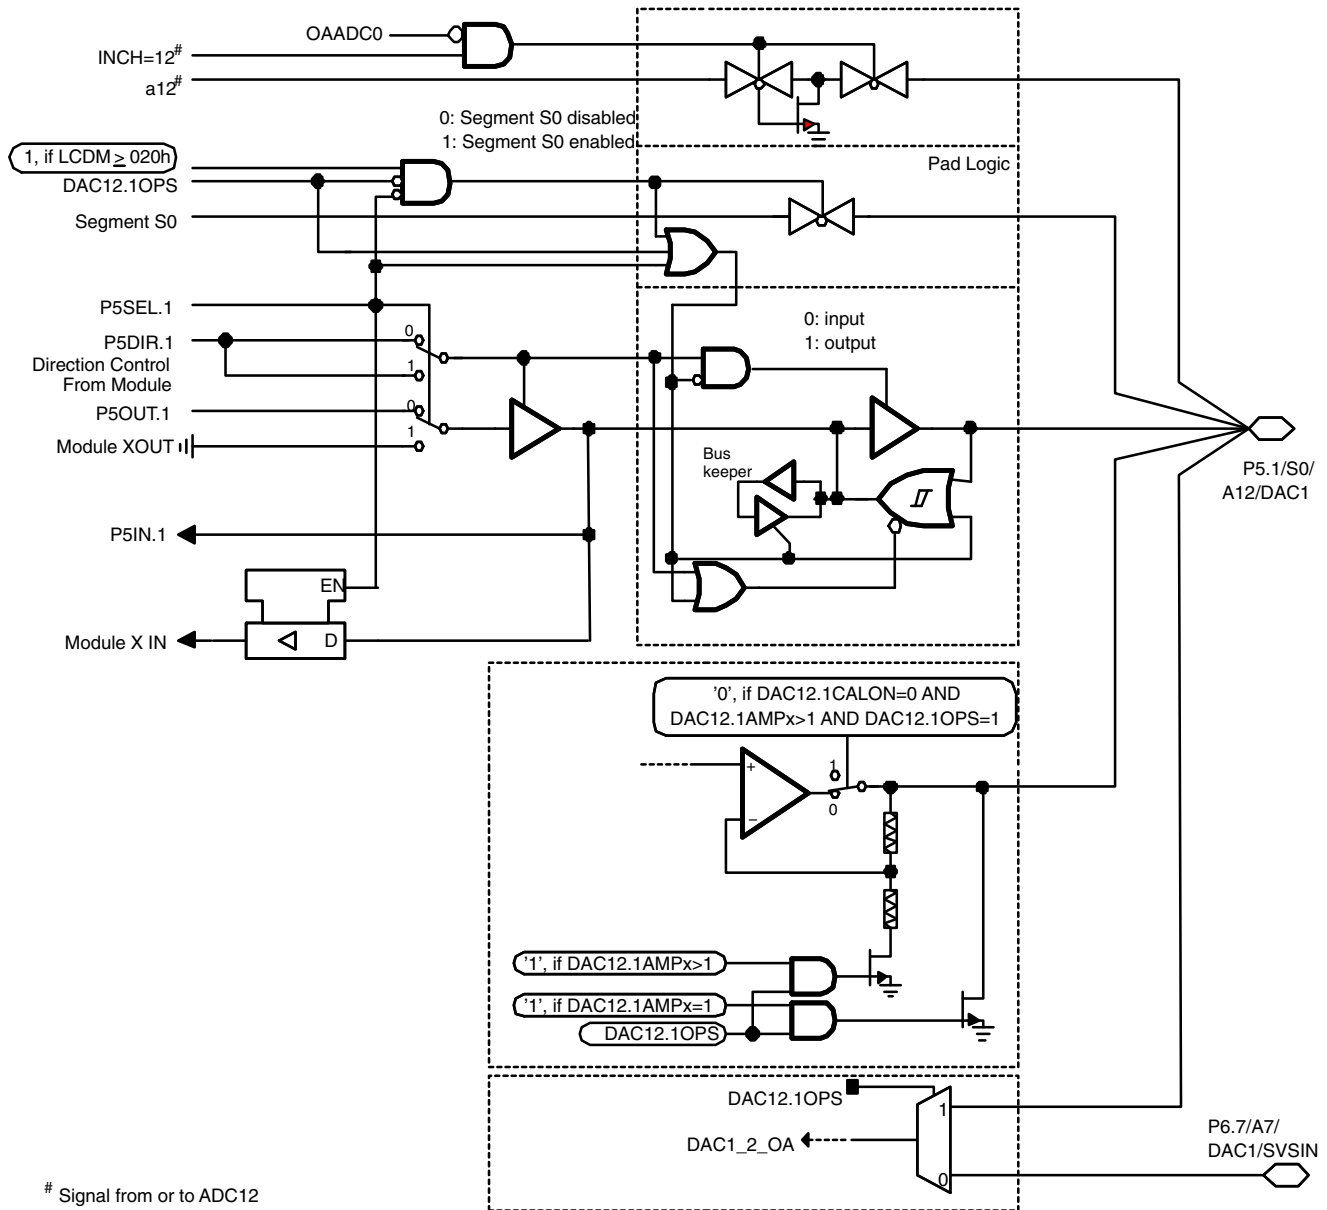 OAADC0
INCH=12#
a12#
0: Segment S0 disabled
1: Segment S0 enabled
1, if LCDM ≥ 020h
DAC12.1OPS
Segment S0
Pad Logic
P5SEL.1
P5DIR.1
Direction Control
From Module
P5OUT.1
Module XOUT
0
1
0
1
0: input
1: output
Bus
keeper
P5.1/S0/
A12/DAC1
P5IN.1
EN
Module X IN
D
'0', if DAC12.1CALON=0 AND
DAC12.1AMPx>1 AND DAC12.1OPS=1
+
−
1
0
'1', if DAC12.1AMPx>1
'1', if DAC12.1AMPx=1
DAC12.1OPS
DAC12.1OPS
1
DAC1_2_OA
0
P6.7/A7/
DAC1/SVSIN
# Signal from or to ADC12